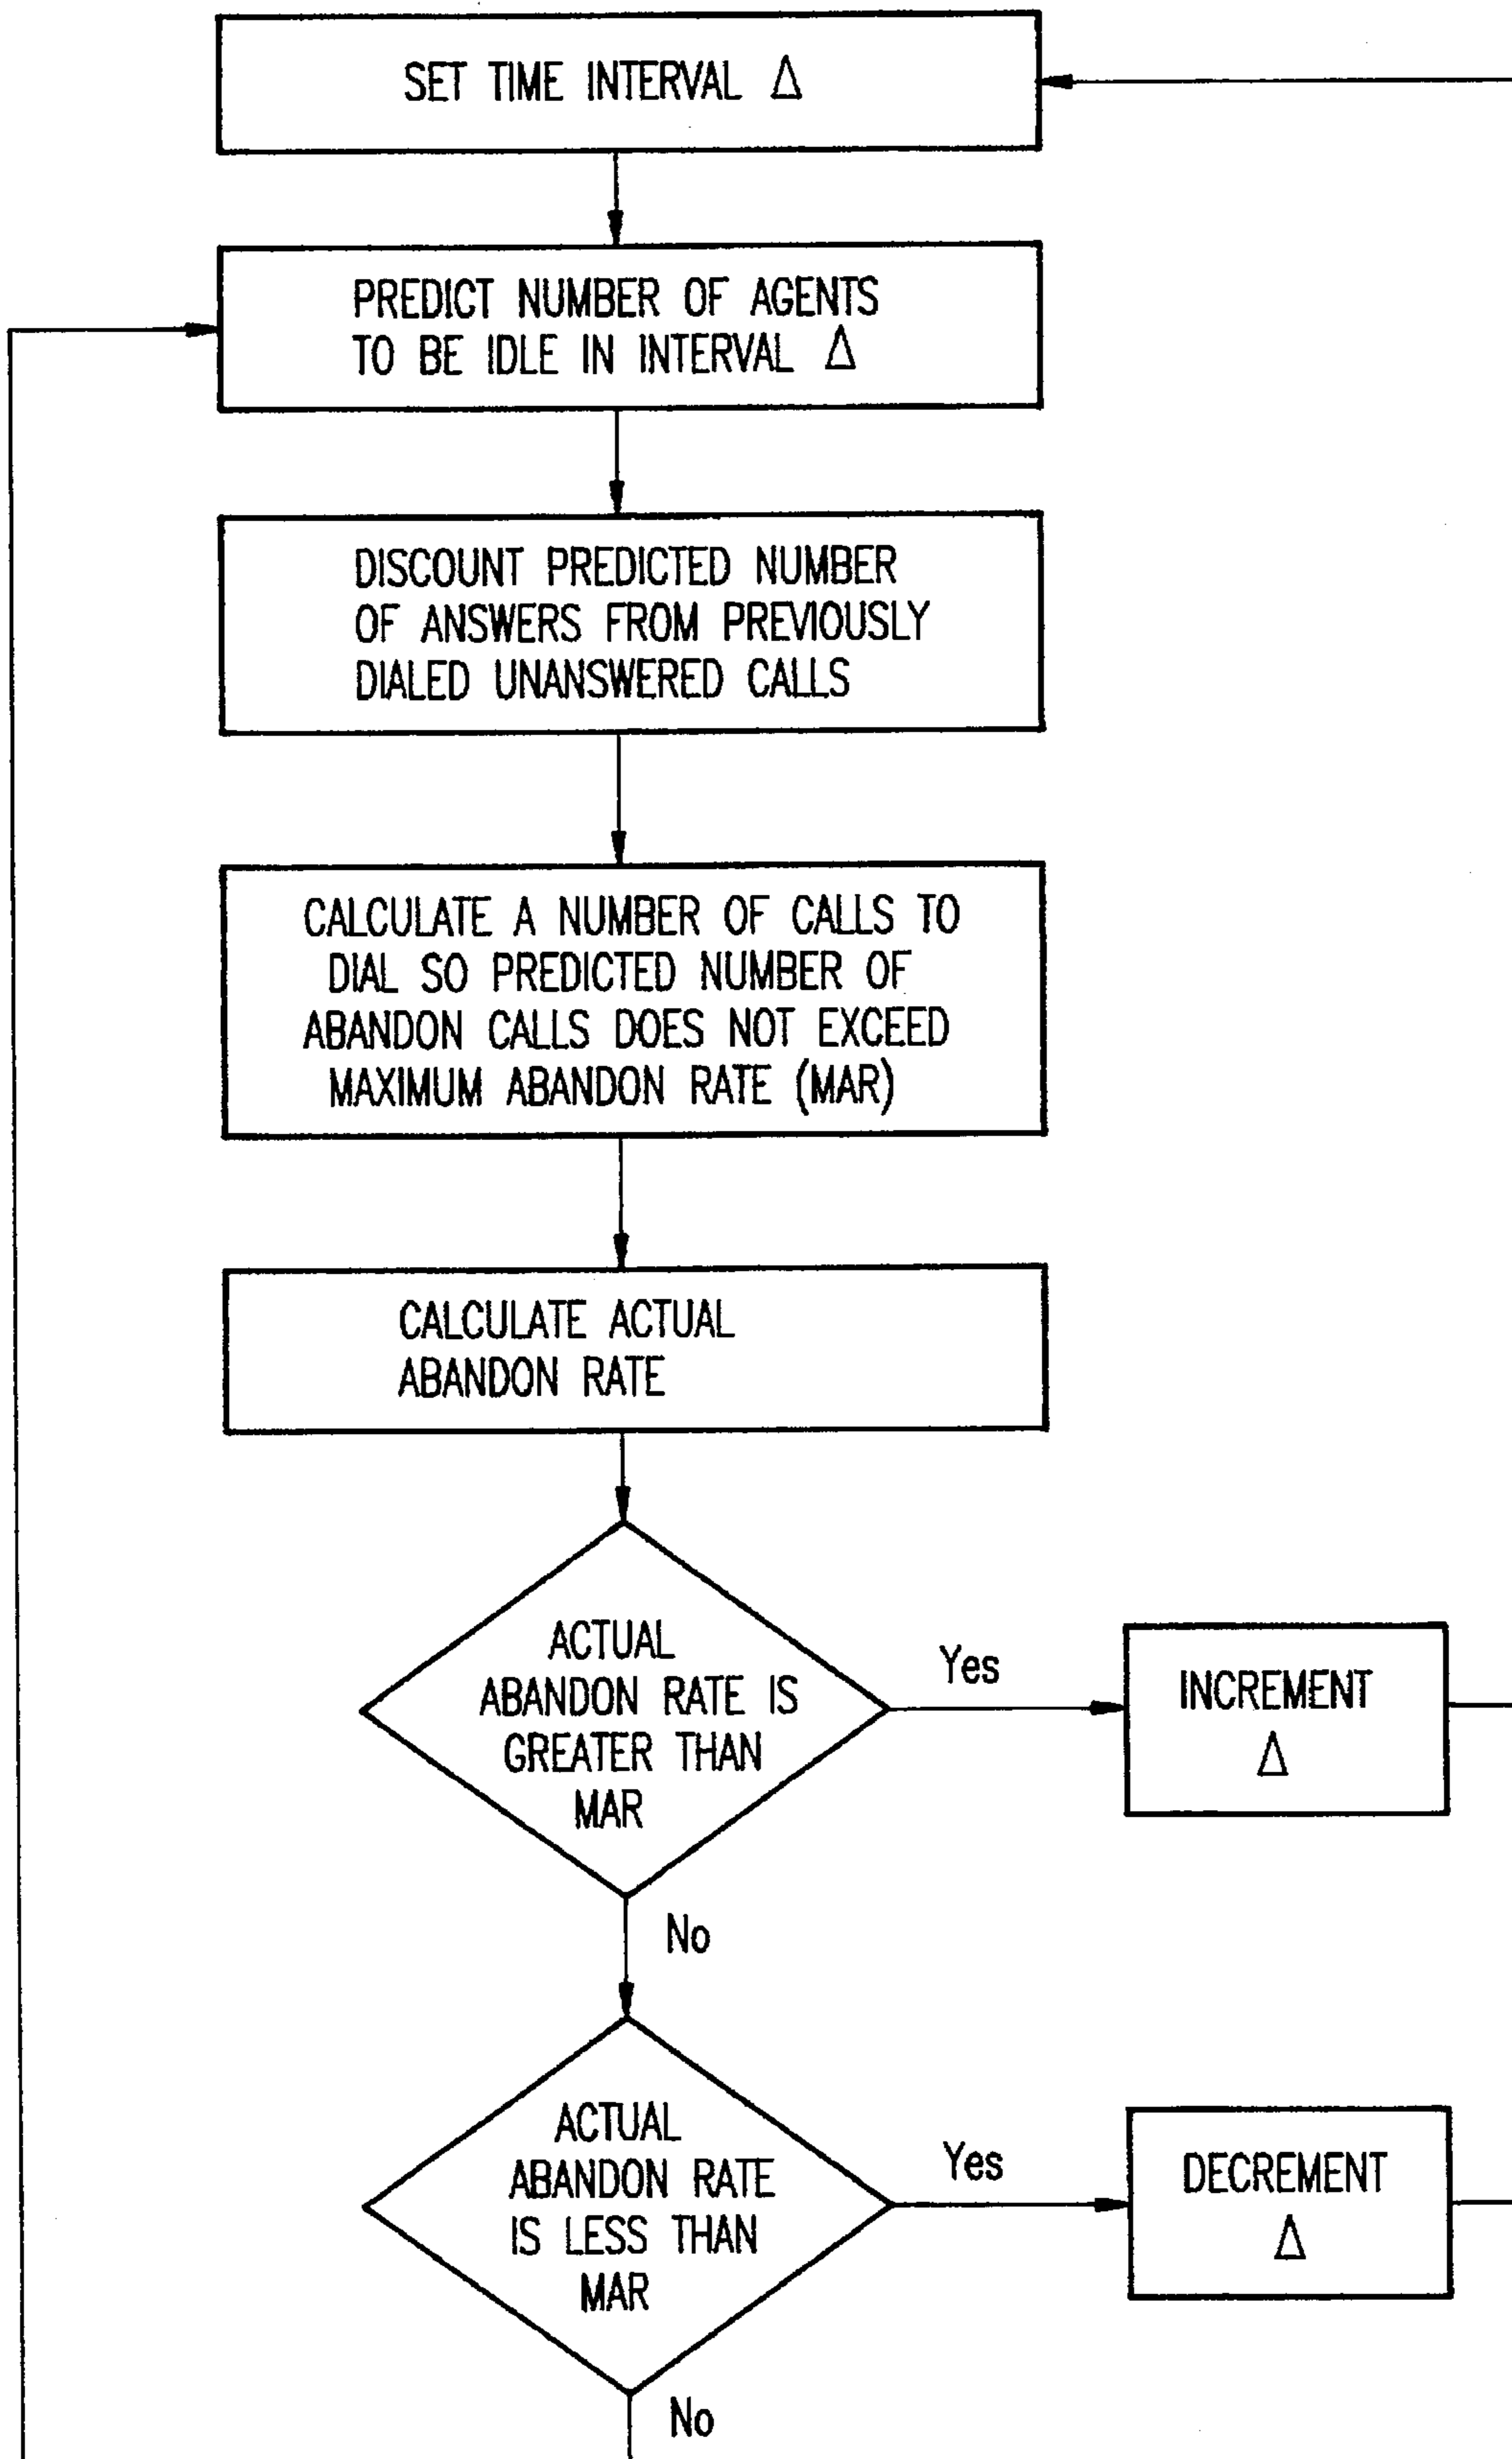 SET TIME INTERVAL Δ
PREDICT NUMBER OF AGENTS
TO BE IDLE IN INTERVAL Δ
DISCOUNT PREDICTED NUMBER
OF ANSWERS FROM PREVIOUSLY
DIALED UNANSWERED CALLS
CALCULATE A NUMBER OF CALLS TO
DIAL SO PREDICTED NUMBER OF
ABANDON CALLS DOES NOT EXCEED
MAXIMUM ABANDON RATE (MAR)
CALCULATE ACTUAL
ABANDON RATE
ACTUAL
ABANDON RATE IS
GREATER THAN
MAR
Yes
INCREMENT
Δ
No
ACTUAL
ABANDON RATE
IS LESS THAN
MAR
Yes
DECREMENT
Δ
No